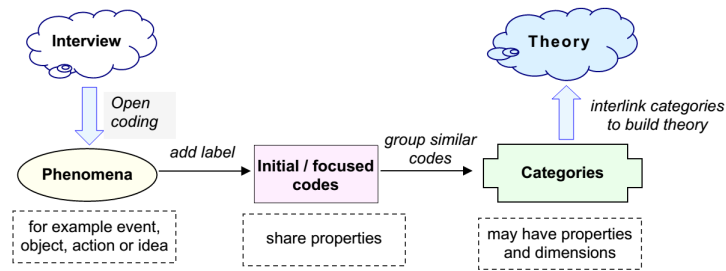 Interview
Theory
Open
coding
interlink categories
to build theory
Phenomena
add label
Initial / focused
codes
group similar
codes
Categories
for example event,
object, action or idea
share properties
may have properties
and dimensions